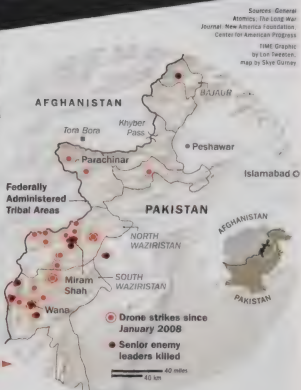 Sources: General
Atomics; The Long War
Journal; New America Foundation;
Center for American Progress
TIME Graphic
by Lon Tweeten,
map by Skye Gurney
AFGHANISTAN
BAJAUR
Khyber
Pass
Tora Bora
Peshawar
Parachinar
Islamabad
Federally
Administered
Tribal Areas
PAKISTAN
NORTH
WAZIRISTAN
AFGHANISTAN
PAKISTAN
Miram
Shah
SOUTH
WAZIRISTAN
Wana
Drone strikes since
January 2008
Senior enemy
leaders killed
40 miles
40 km